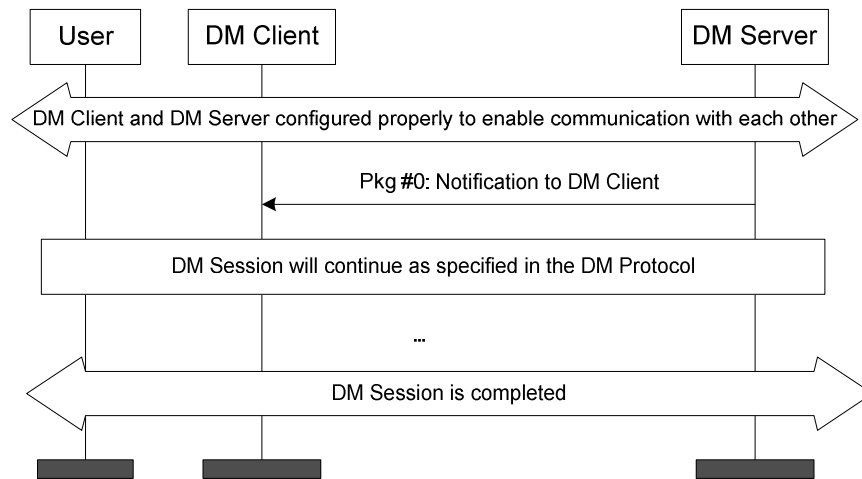 User
DM Client
DM Server
DM Client and DM Server configured properly to enable communication with each other
Pkg #0: Notification to DM Client
DM Session will continue as specified in the DM Protocol
...
DM Session is completed